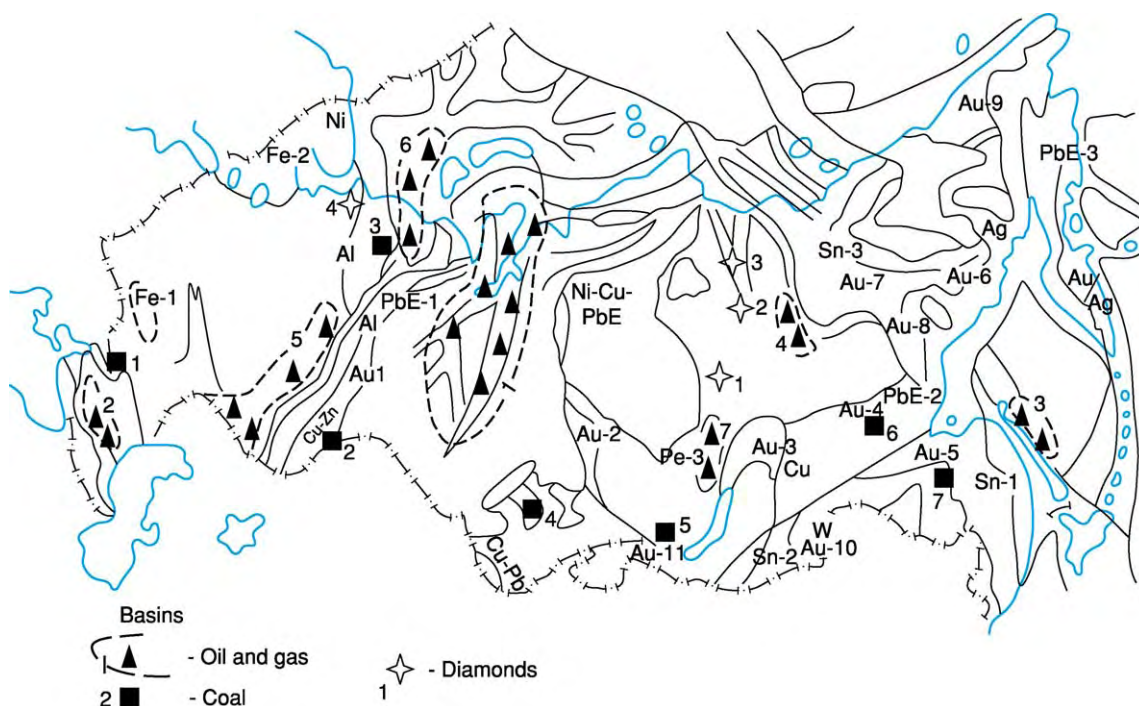 Ni
Au-9
Fe-2
6
PbE-3
4
3
Al
Ag
Sn-3
3
Au-6
Au-7
Au
Fe-1
PbE-1
Ni-Cu-
PbE
2
Ag
5
Al
4
Au-8
1
Au1
1
1
PbE-2
2
Cu-Zn
Au-4
3
7
6
2
Au-2
Pe-3
Au-3
Au-5
Cu
Sn-1
7
4
5
Cu-Pb
Au-11
W
Sn-2
Au-10
Basins
- Oil and gas
- Diamonds
1
2
- Coal